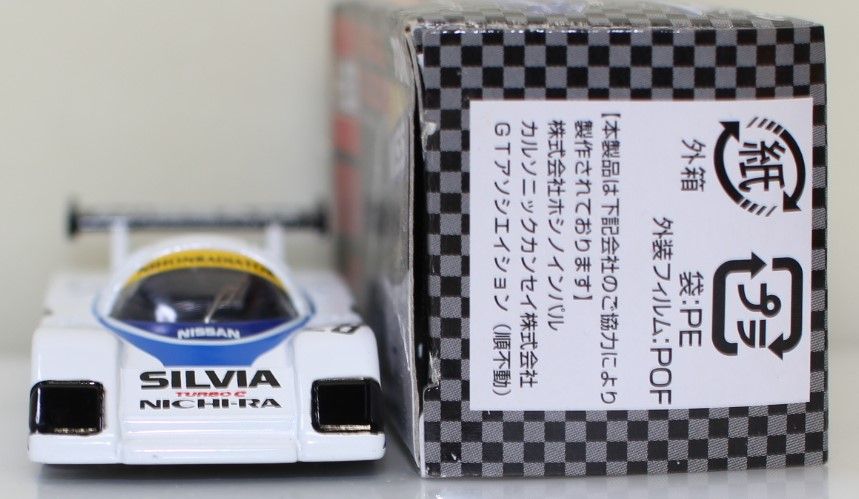 NIHONRADIATOR
NISSAN
SILVIA
TURBO C
NICHI-RA
紙
外箱
プラ
袋:PE
外装フィルム:POF
【本製品は下記会社のご協力により
製作されております】
株式会社ホシノインパル
カルソニックカンセイ株式会社
GTアソシエイション（順不動）